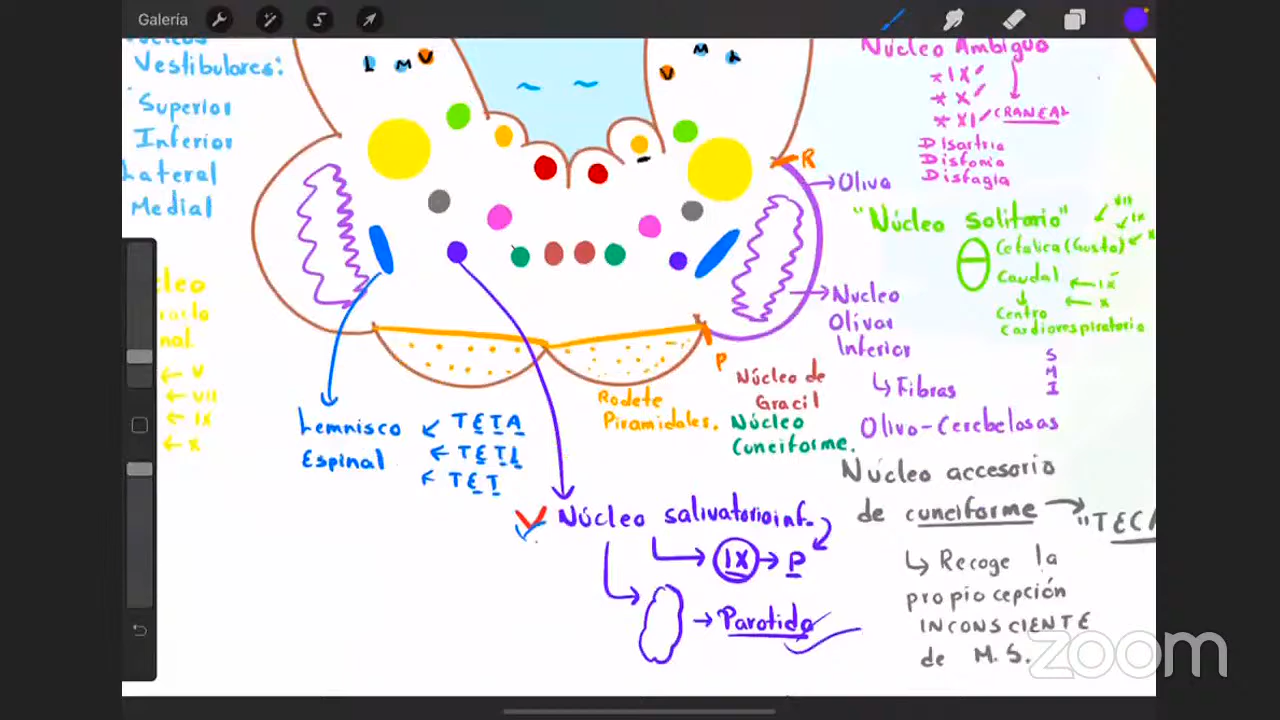 Galería
Vestibulares:
Superior
Inferior
Lateral
Medial
← V
← VII
← IX
← X
L M V
V M L
R
P
Oliva
Nucleo
Olivar
Inferior
↳ Fibras
Olivo-Cerebelosas
Núcleo Ambiguo
* IX
* X
* XI CRANEAL
Disartria
Disfonia
Disfagia
"Núcleo solitario"
VII
IX
X
Cefalica (Gusto)
Caudal ← IX
← X
Centro
Cardiorespiratorio
S
M
I
Rodete
Piramidales.
Núcleo de
Gracil
Núcleo
Cuneiforme.
Lemnisco
Espinal
TETA
TETL
TET
Núcleo salivatorio inf.
IX → P
→ Parotida
Núcleo accesorio
de cuneiforme →
↳ Recoge la
propiocepción
INCONSCIENTE
de M.S.
zoom